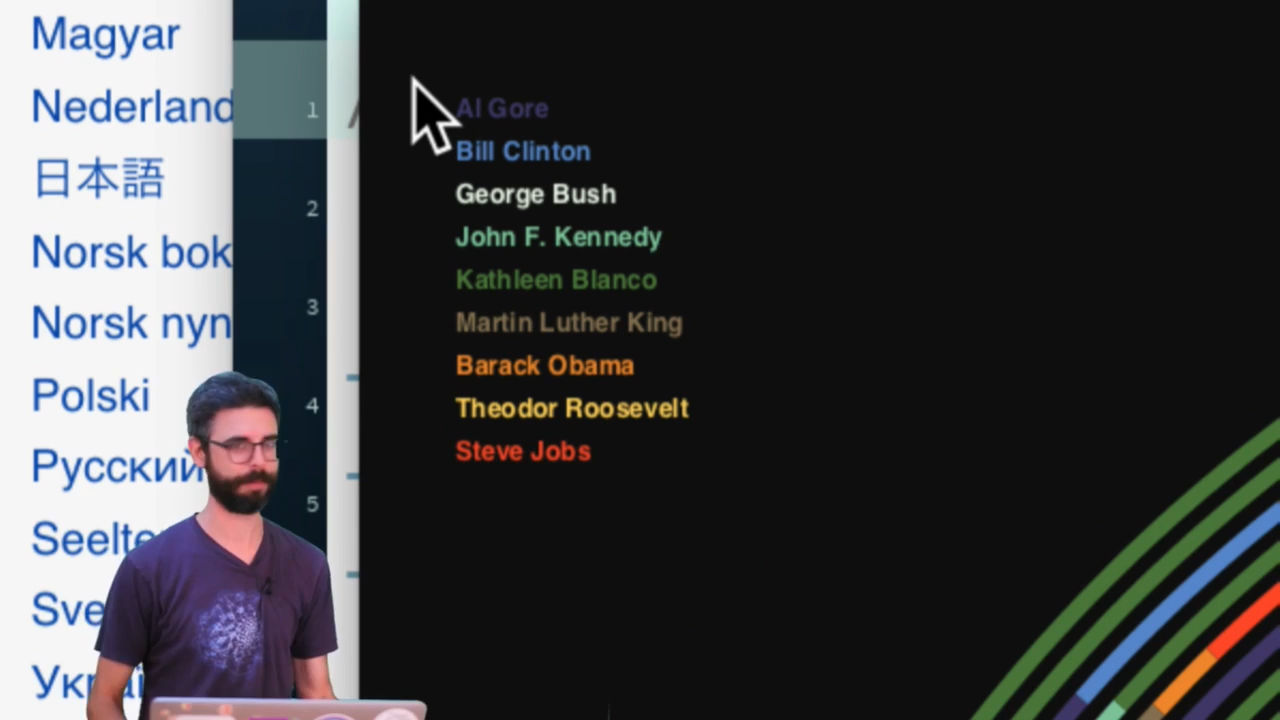 Magyar
Nederland
日本語
Norsk bok
Norsk nyn
Polski
Русский
Seelte
Sve
Украї
1
2
3
4
5
Al Gore
Bill Clinton
George Bush
John F. Kennedy
Kathleen Blanco
Martin Luther King
Barack Obama
Theodor Roosevelt
Steve Jobs